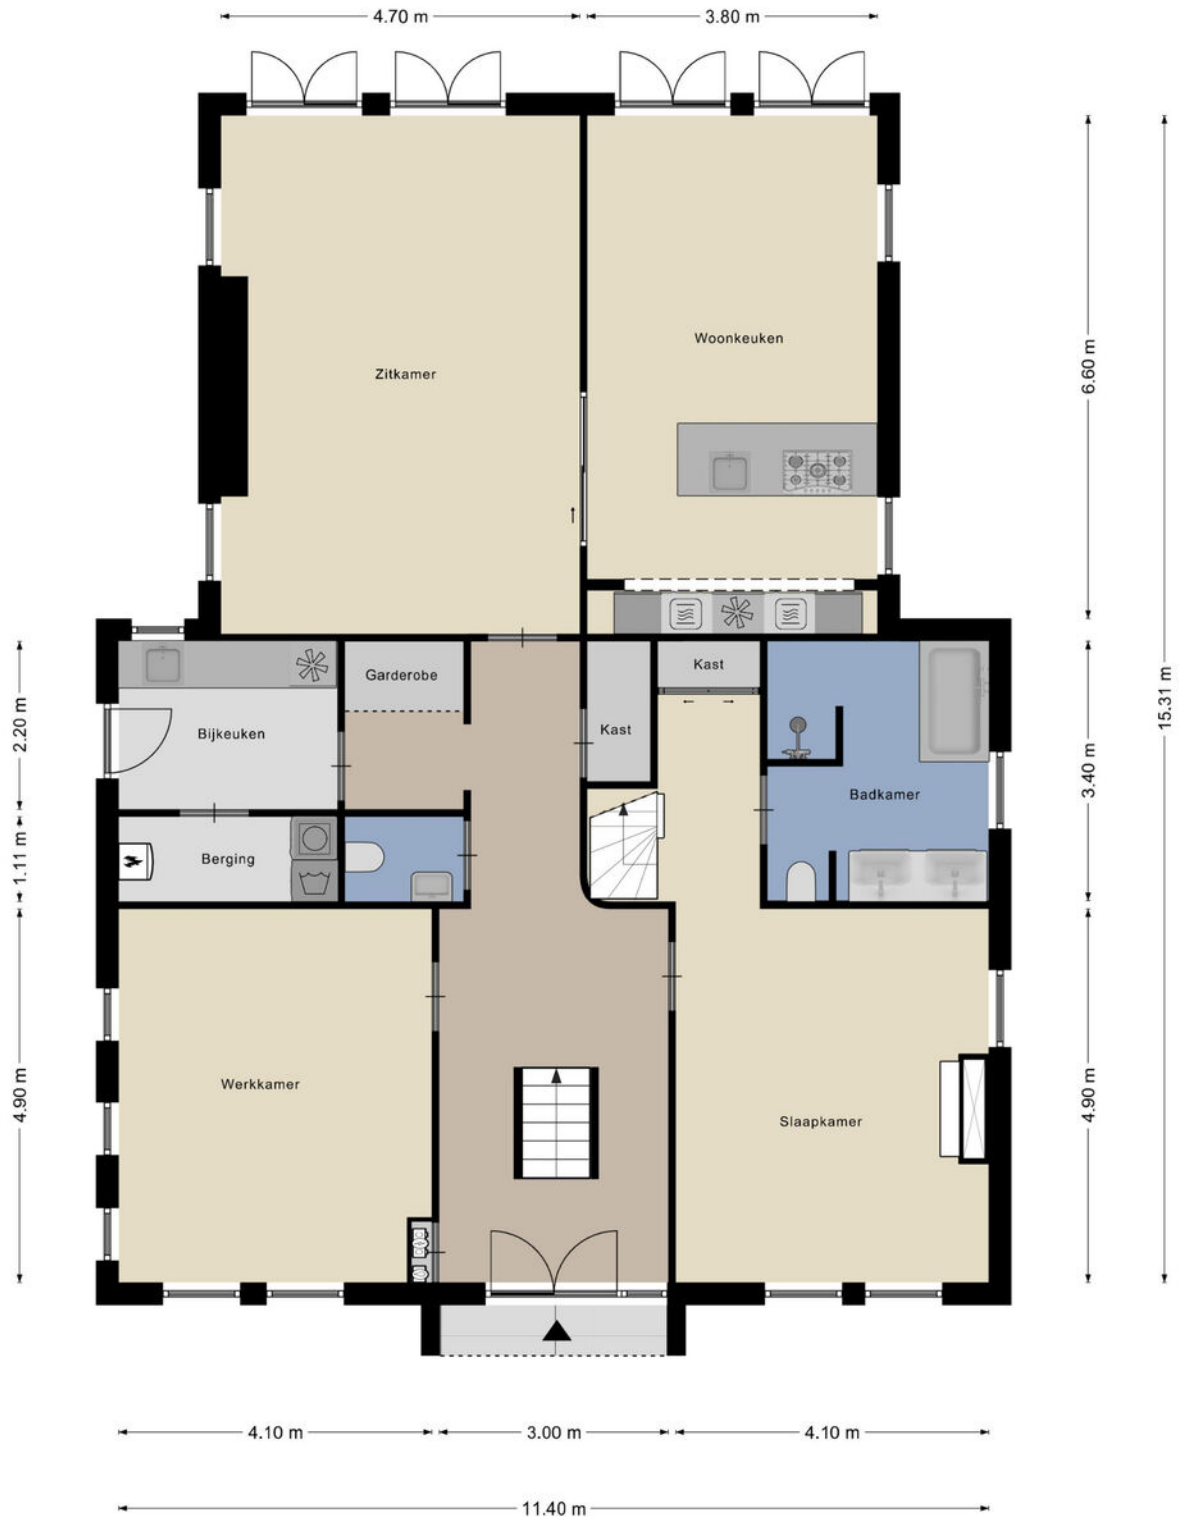 4.70 m
3.80 m
Woonkeuken
Zitkamer
6.60 m
15.31 m
Garderobe
Kast
Kast
Bijkeuken
2.20 m
3.40 m
Badkamer
Berging
1.11 m
Werkkamer
Slaapkamer
4.90 m
4.90 m
4.10 m
3.00 m
4.10 m
11.40 m